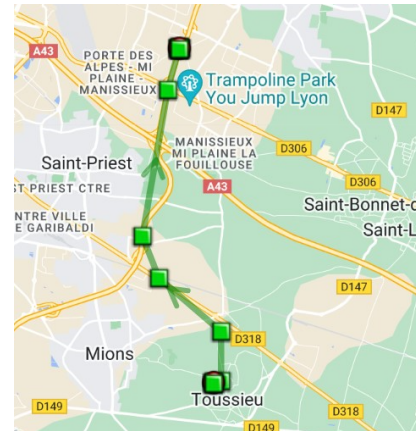 A43
PORTE DES
ALPES - MI
PLAINE -
MANISSIEUX
Trampoline Park
You Jump Lyon
D147
MANISSIEUX
MI PLAINE LA
FOUILLOUSE
D306
Saint-Priest
A43
D306
ST PRIEST CTRE
Saint-Bonnet-d
NTRE VILLE
E GARIBALDI
Saint-L
D147
Mions
D318
Toussieu
D149
D149
D318